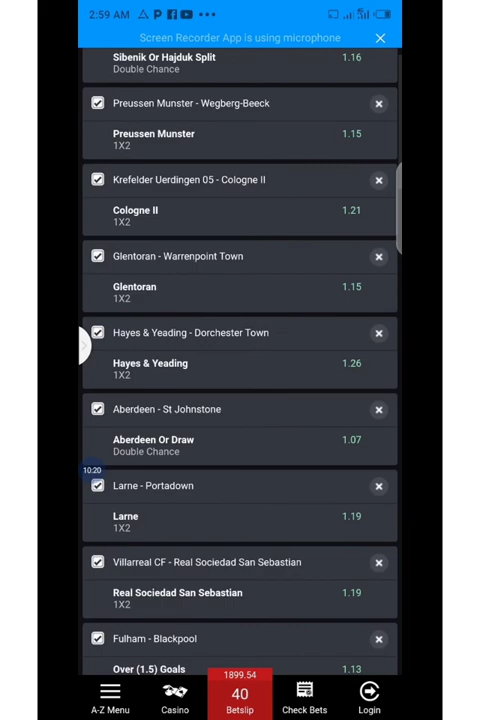 2:59 AM
Screen Recorder App is using microphone
Sibenik Or Hajduk Split 1.16
Double Chance
Preussen Munster - Wegberg-Beeck
Preussen Munster 1.15
1X2
Krefelder Uerdingen 05 - Cologne II
Cologne II 1.21
1X2
Glentoran - Warrenpoint Town
Glentoran 1.15
1X2
Hayes & Yeading - Dorchester Town
Hayes & Yeading 1.26
1X2
Aberdeen - St Johnstone
Aberdeen Or Draw 1.07
Double Chance
10:20
Larne - Portadown
Larne 1.19
1X2
Villarreal CF - Real Sociedad San Sebastian
Real Sociedad San Sebastian 1.19
1X2
Fulham - Blackpool
Over (1.5) Goals 1.13
1899.54
40
A-Z Menu Casino Betslip Check Bets Login